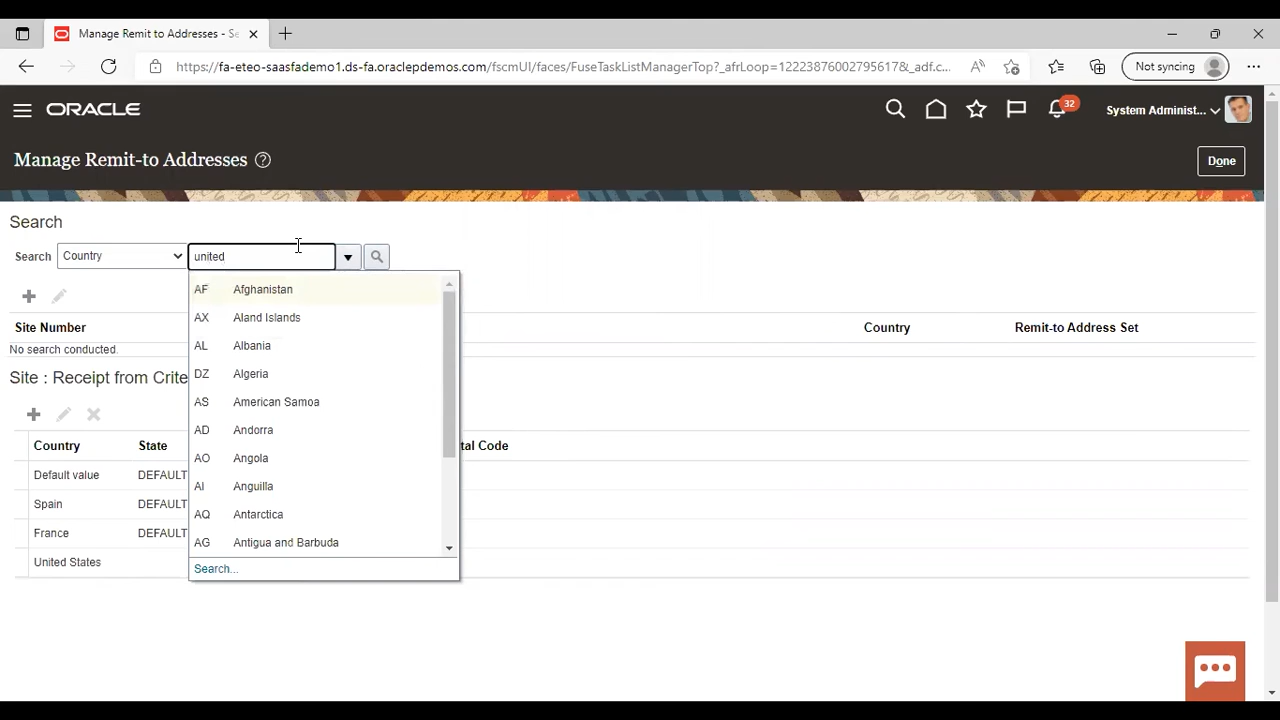 Manage Remit to Addresses - Se
https://fa-eteo-saasfademo1.ds-fa.oraclepdemos.com/fscmUI/faces/FuseTaskListManagerTop?_afrLoop=12223876002795617&_adf.c...
Not syncing
ORACLE
32
System Administ...
Manage Remit-to Addresses
Done
Search
Search Country united
Site Number Country Remit-to Address Set
No search conducted.
Site : Receipt from Crite
Country State tal Code
Default value DEFAULT
Spain DEFAULT
France DEFAULT
United States
AF Afghanistan
AX Aland Islands
AL Albania
DZ Algeria
AS American Samoa
AD Andorra
AO Angola
AI Anguilla
AQ Antarctica
AG Antigua and Barbuda
Search...